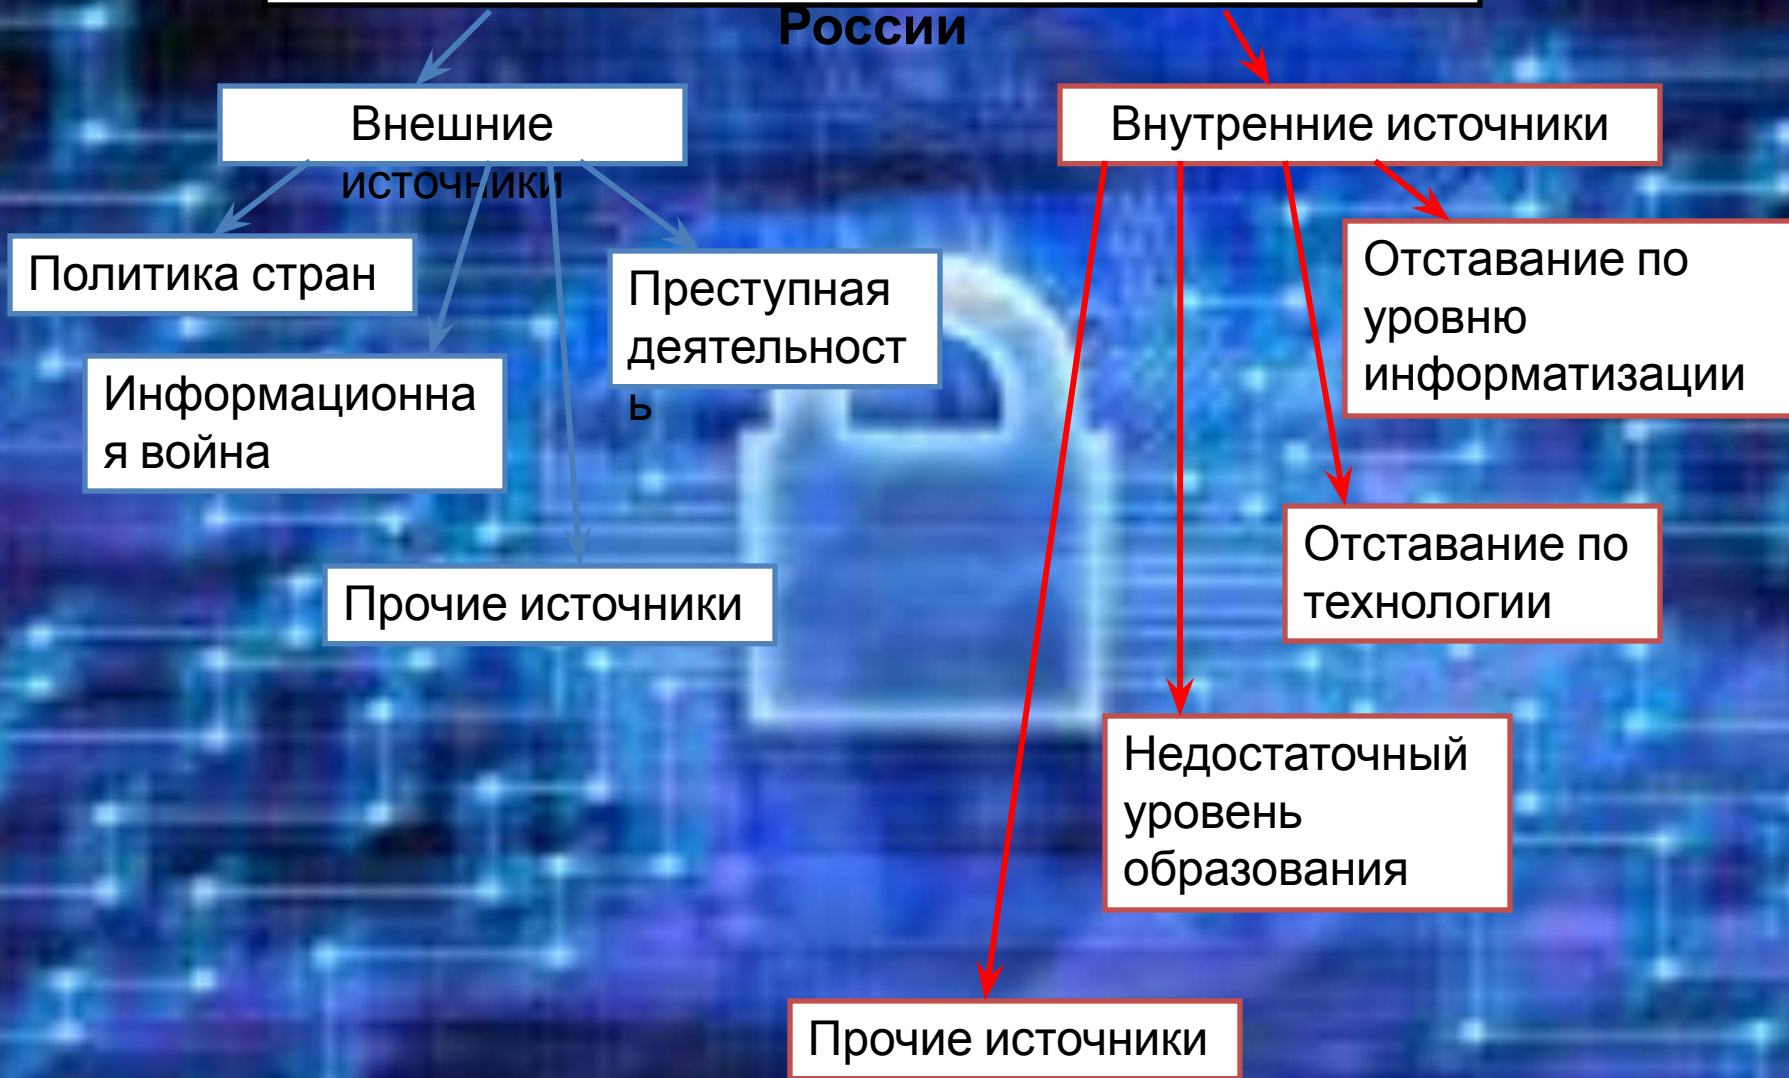 России
Внешние
источники
Внутренние источники
Политика стран
Информационна
я война
Преступная
деятельност
ь
Прочие источники
Отставание по
уровню
информатизации
Отставание по
технологии
Недостаточный
уровень
образования
Прочие источники